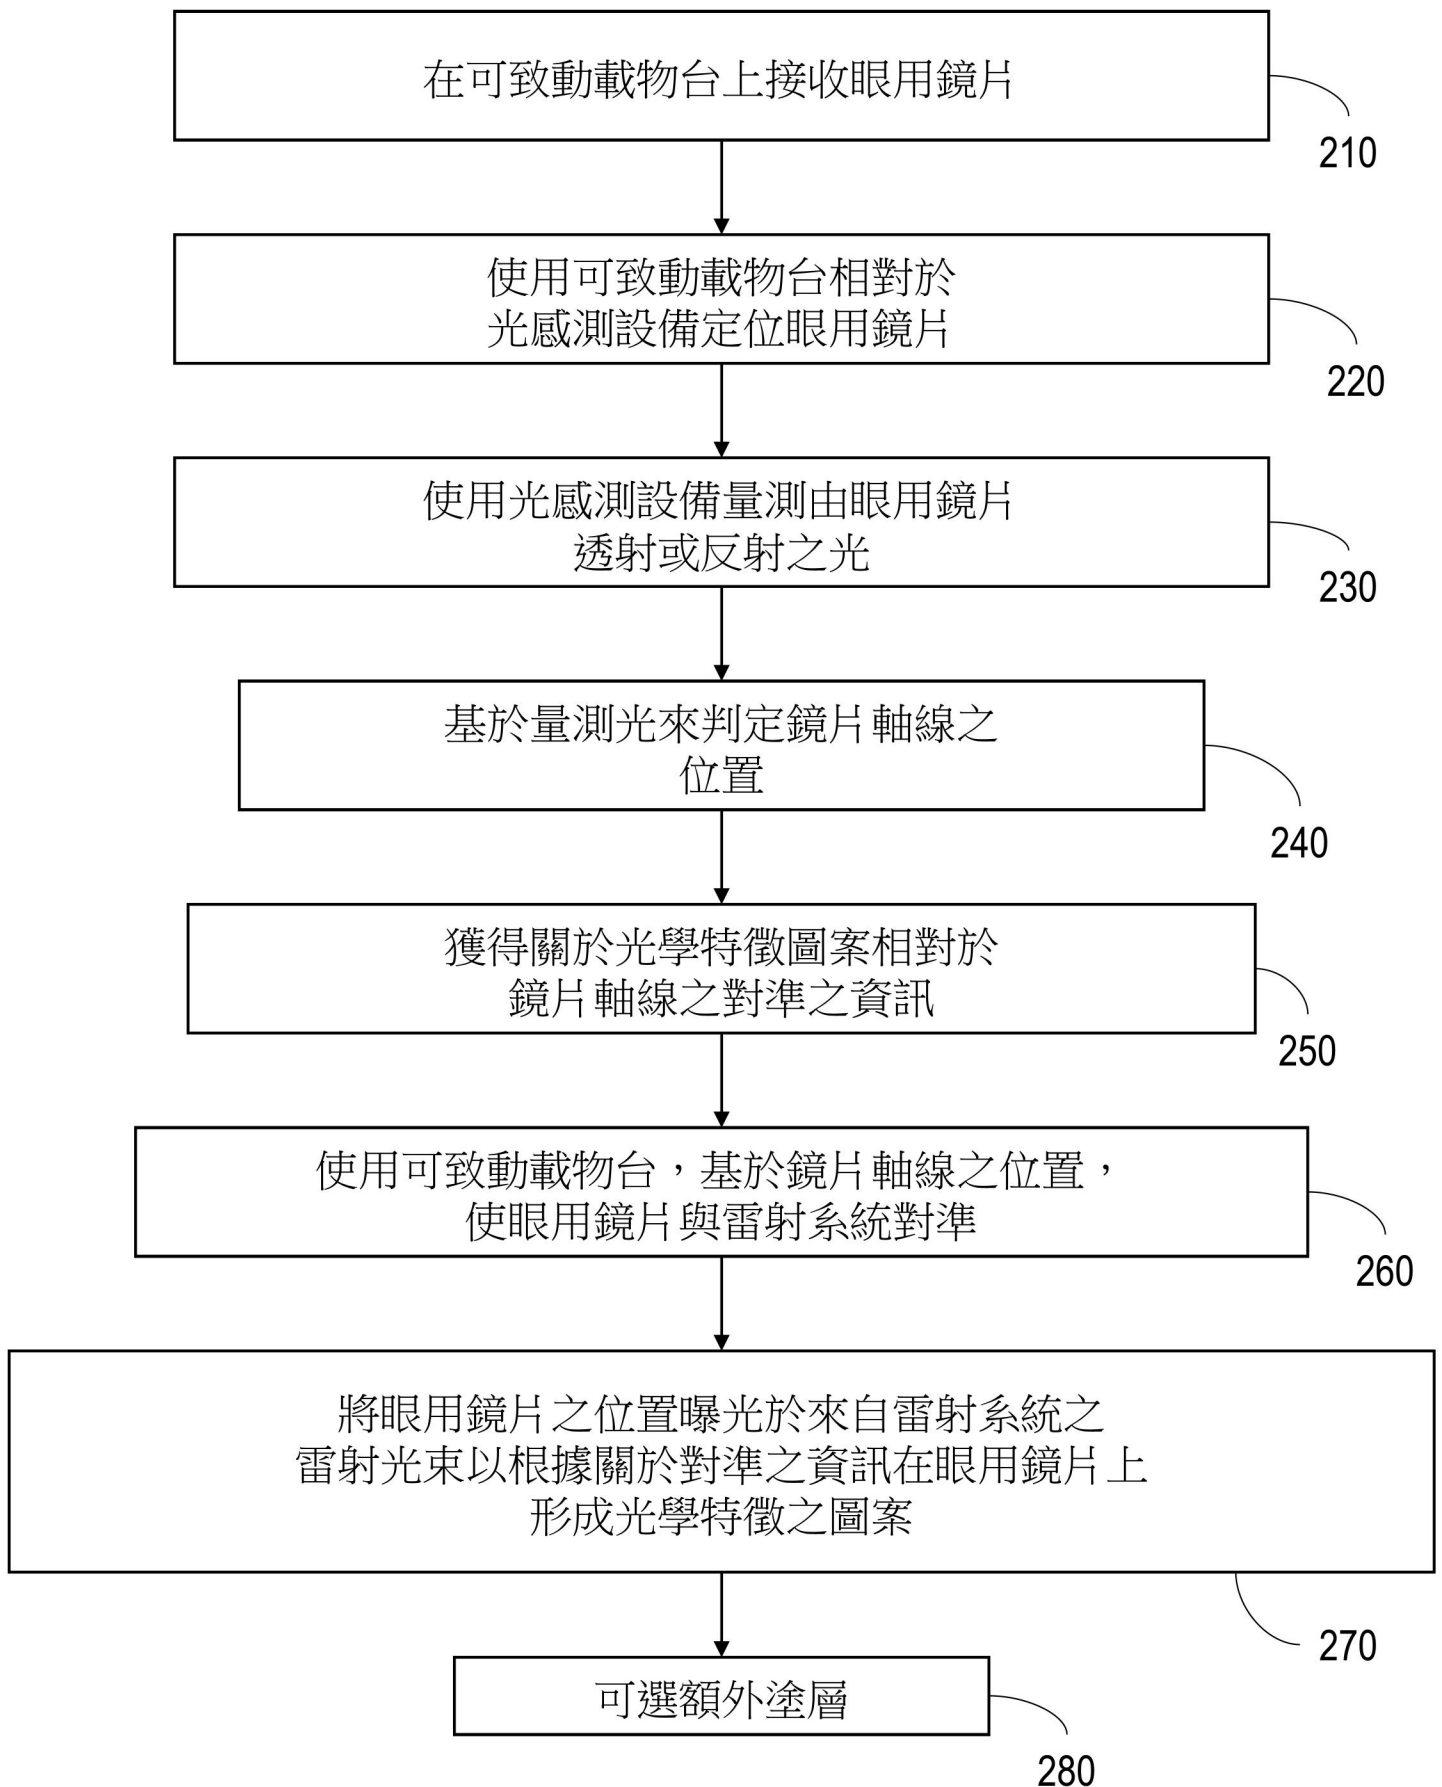 在可致動載物台上接收眼用鏡片
210
使用可致動載物台相對於
光感測設備定位眼用鏡片
220
使用光感測設備量測由眼用鏡片
透射或反射之光
230
基於量測光來判定鏡片軸線之
位置
240
獲得關於光學特徵圖案相對於
鏡片軸線之對準之資訊
250
使用可致動載物台，基於鏡片軸線之位置，
使眼用鏡片與雷射系統對準
260
將眼用鏡片之位置曝光於來自雷射系統之
雷射光束以根據關於對準之資訊在眼用鏡片上
形成光學特徵之圖案
270
可選額外塗層
280